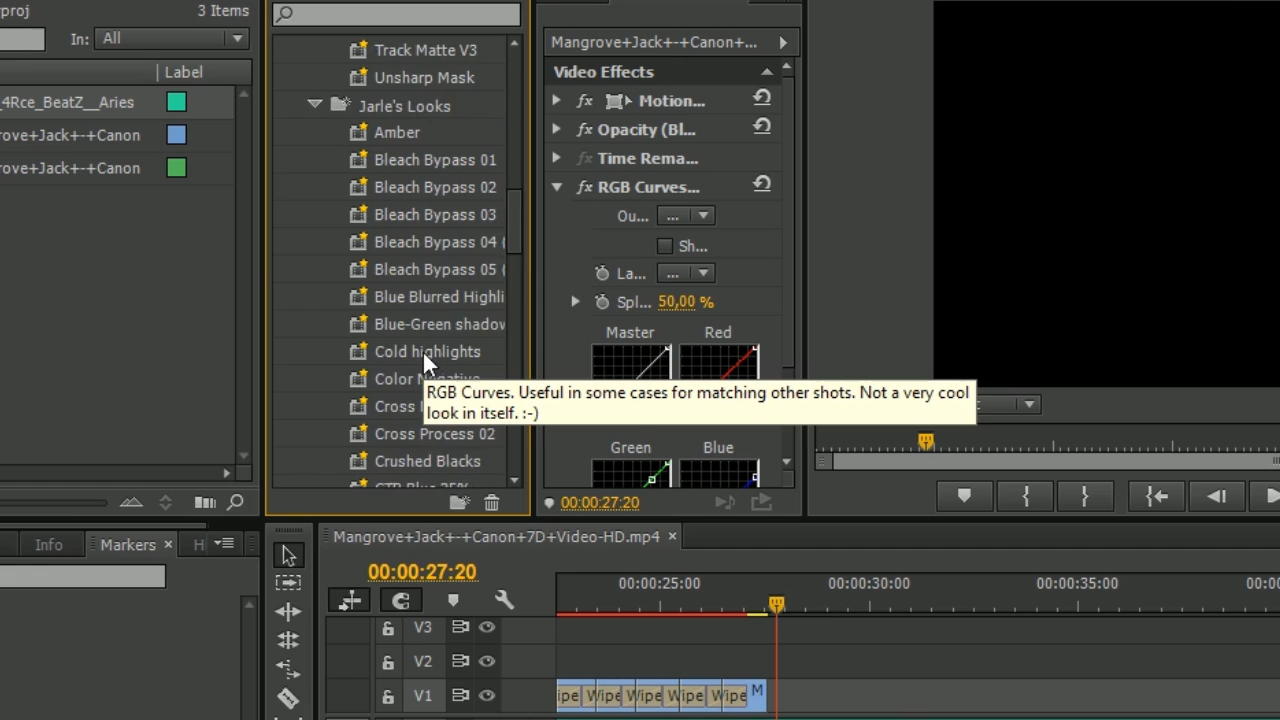 rproj
3 Items
In: All
Label
_4Rce_BeatZ__Aries
rove+Jack+-+Canon
rove+Jack+-+Canon
Track Matte V3
Unsharp Mask
Jarle's Looks
Amber
Bleach Bypass 01
Bleach Bypass 02
Bleach Bypass 03
Bleach Bypass 04 (
Bleach Bypass 05 (
Blue Blurred Highli
Blue-Green shadow
Cold highlights
Color Negative
Cross
Cross Process 02
Crushed Blacks
RGB Curves. Useful in some cases for matching other shots. Not a very cool
look in itself. :-)
Mangrove+Jack+-+Canon+...
Video Effects
fx Motion...
fx Opacity (Bl...
fx Time Rema...
fx RGB Curves...
Ou... ...
Sh...
La... ...
Spl... 50,00 %
Master Red
Green Blue
00:00:27:20
Info Markers × H
Mangrove+Jack+-+Canon+7D+Video-HD.mp4 ×
00:00:27:20
00:00:25:00 00:00:30:00 00:00:35:00 00:0
V3
V2
V1
ipe Wipe Wipe Wipe Wipe Wipe M